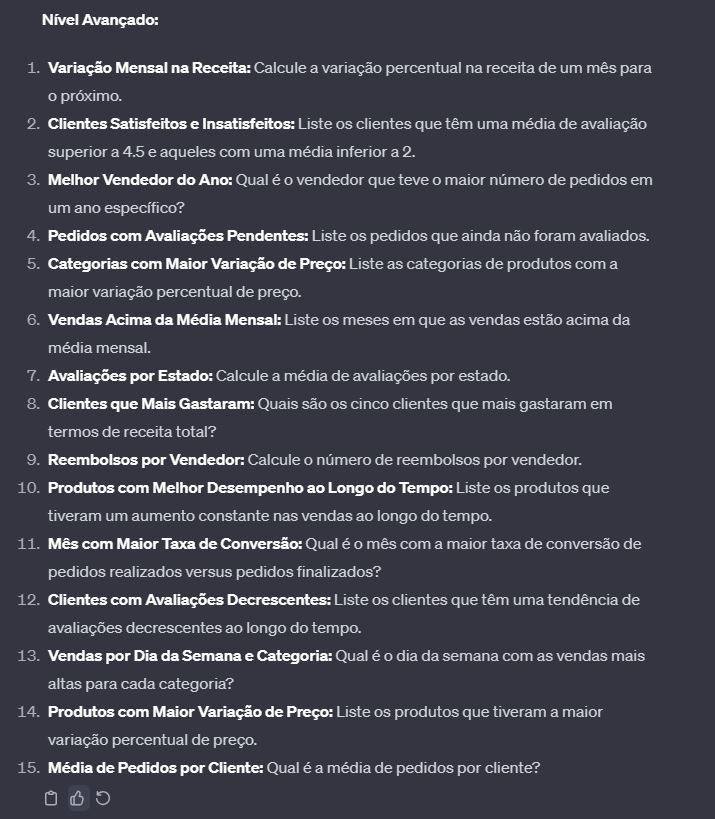 Nível Avançado:
1. Variação Mensal na Receita: Calcule a variação percentual na receita de um mês para
o próximo.
2. Clientes Satisfeitos e Insatisfeitos: Liste os clientes que têm uma média de avaliação
superior a 4.5 e aqueles com uma média inferior a 2.
3. Melhor Vendedor do Ano: Qual é o vendedor que teve o maior número de pedidos em
um ano específico?
4. Pedidos com Avaliações Pendentes: Liste os pedidos que ainda não foram avaliados.
5. Categorias com Maior Variação de Preço: Liste as categorias de produtos com a
maior variação percentual de preço.
6. Vendas Acima da Média Mensal: Liste os meses em que as vendas estão acima da
média mensal.
7. Avaliações por Estado: Calcule a média de avaliações por estado.
8. Clientes que Mais Gastaram: Quais são os cinco clientes que mais gastaram em
termos de receita total?
9. Reembolsos por Vendedor: Calcule o número de reembolsos por vendedor.
10. Produtos com Melhor Desempenho ao Longo do Tempo: Liste os produtos que
tiveram um aumento constante nas vendas ao longo do tempo.
11. Mês com Maior Taxa de Conversão: Qual é o mês com a maior taxa de conversão de
pedidos realizados versus pedidos finalizados?
12. Clientes com Avaliações Decrescentes: Liste os clientes que têm uma tendência de
avaliações decrescentes ao longo do tempo.
13. Vendas por Dia da Semana e Categoria: Qual é o dia da semana com as vendas mais
altas para cada categoria?
14. Produtos com Maior Variação de Preço: Liste os produtos que tiveram a maior
variação percentual de preço.
15. Média de Pedidos por Cliente: Qual é a média de pedidos por cliente?